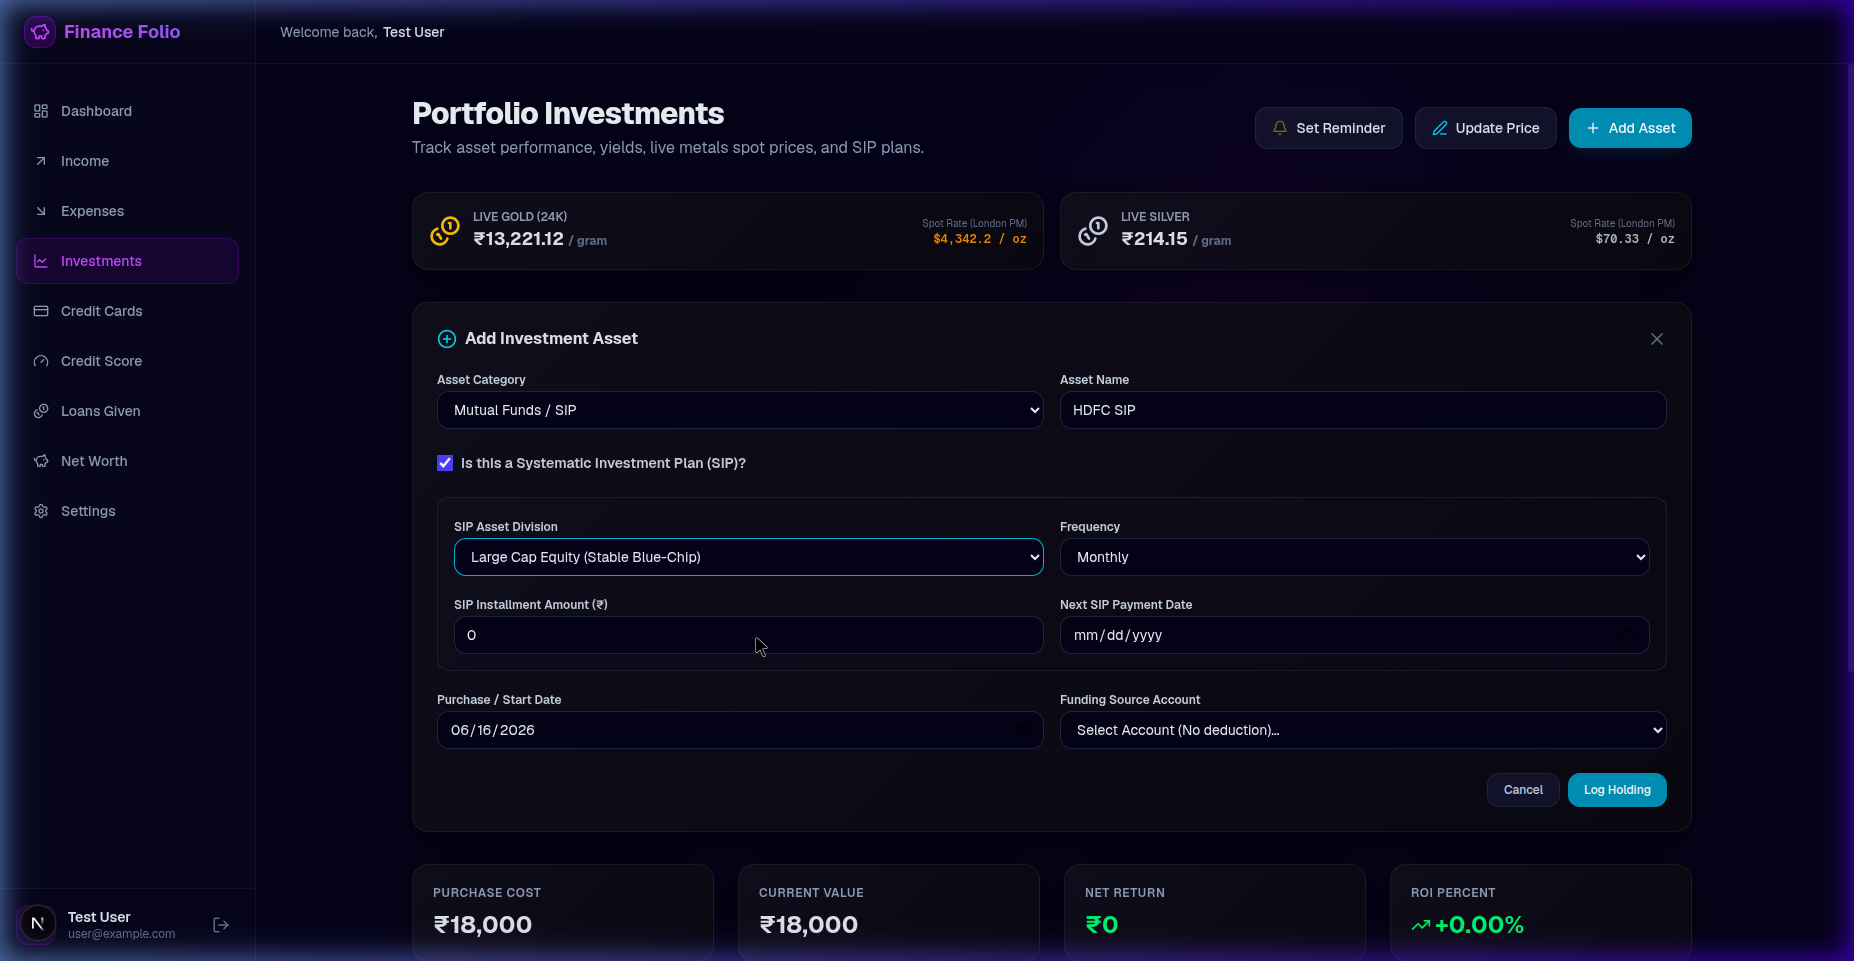 Finance Folio
Welcome back, Test User
Dashboard
Income
Expenses
Investments
Credit Cards
Credit Score
Loans Given
Net Worth
Settings
N
Test User
user@example.com
Portfolio Investments
Track asset performance, yields, live metals spot prices, and SIP plans.
Set Reminder
Update Price
Add Asset
LIVE GOLD (24K)
₹13,221.12 / gram
Spot Rate (London PM)
$4,342.2 / oz
LIVE SILVER
₹214.15 / gram
Spot Rate (London PM)
$70.33 / oz
Add Investment Asset
Asset Category
Mutual Funds / SIP
Asset Name
HDFC SIP
Is this a Systematic Investment Plan (SIP)?
SIP Asset Division
Large Cap Equity (Stable Blue-Chip)
Frequency
Monthly
SIP Installment Amount (₹)
0
Next SIP Payment Date
mm/dd/yyyy
Purchase / Start Date
06/16/2026
Funding Source Account
Select Account (No deduction)...
Cancel
Log Holding
PURCHASE COST
₹18,000
CURRENT VALUE
₹18,000
NET RETURN
₹0
ROI PERCENT
+0.00%